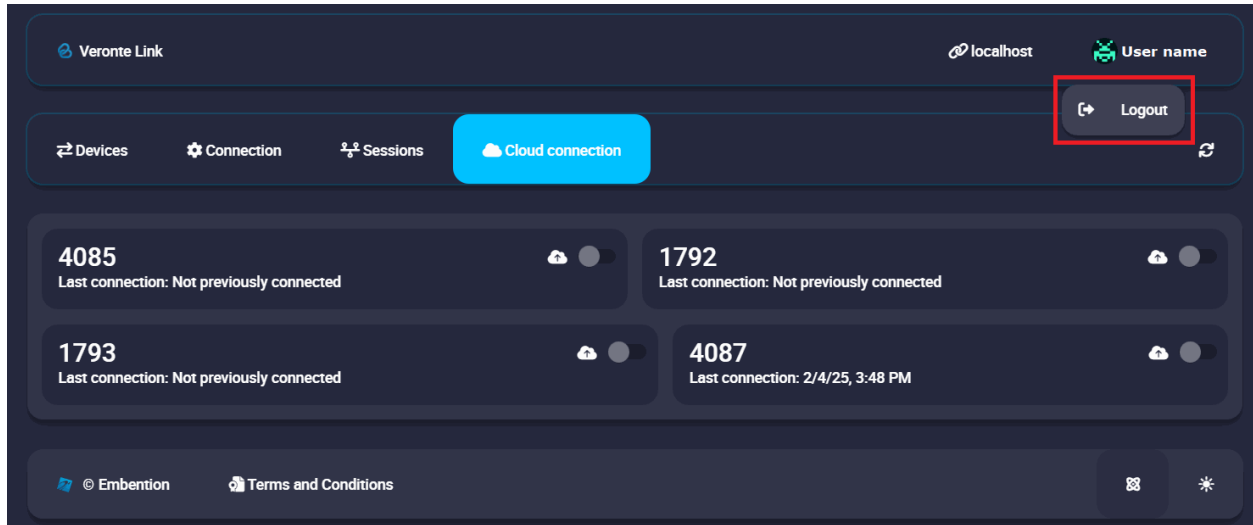 Veronte Link
localhost
User name
Logout
Devices
Connection
Sessions
Cloud connection
4085
Last connection: Not previously connected
1792
Last connection: Not previously connected
1793
Last connection: Not previously connected
4087
Last connection: 2/4/25, 3:48 PM
© Embention
Terms and Conditions